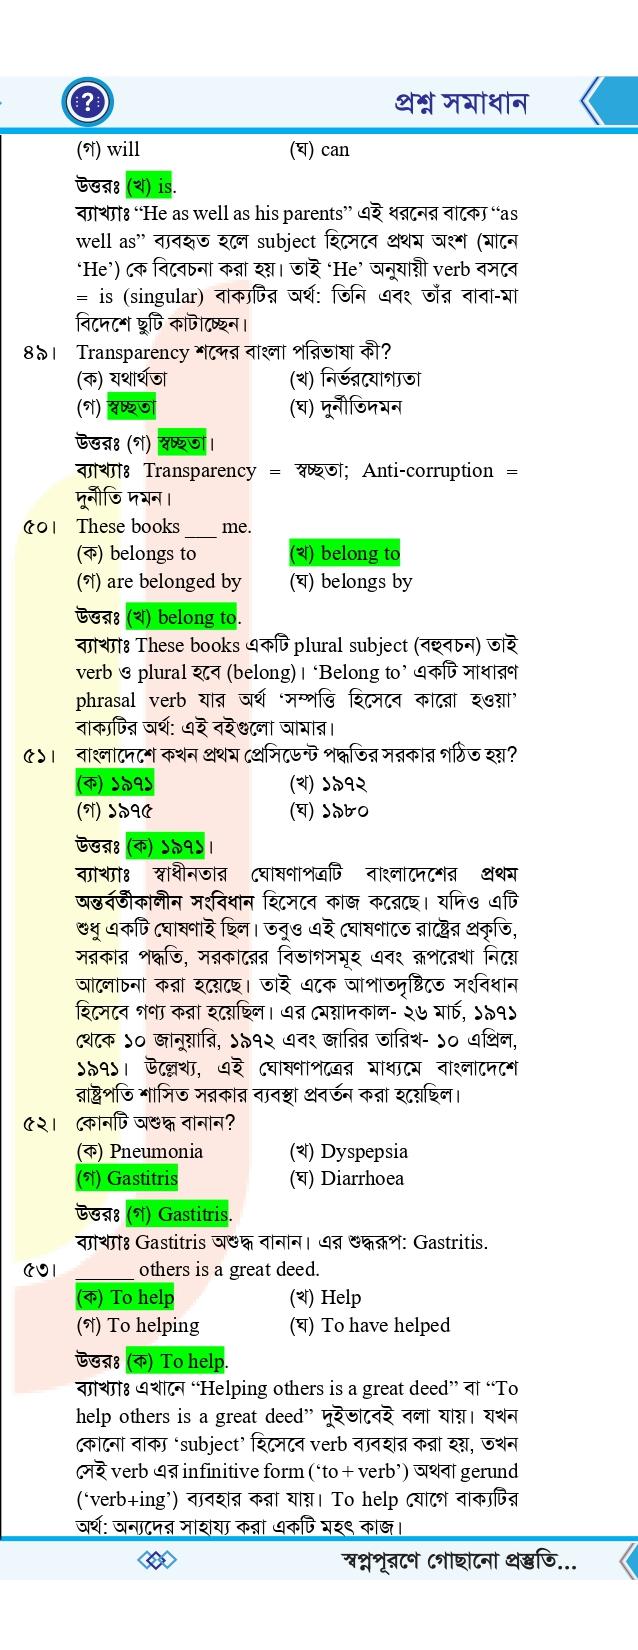 প্রশ্ন সমাধান
(গ) will (ঘ) can
উত্তরঃ (খ) is.
ব্যাখ্যাঃ “He as well as his parents” এই ধরনের বাক্যে “as
well as” ব্যবহৃত হলে subject হিসেবে প্রথম অংশ (মানে
‘He’) কে বিবেচনা করা হয়। তাই ‘He’ অনুযায়ী verb বসবে
= is (singular) বাক্যটির অর্থ: তিনি এবং তাঁর বাবা-মা
বিদেশে ছুটি কাটাচ্ছেন।
৪৯। Transparency শব্দের বাংলা পরিভাষা কী?
(ক) যথার্থতা (খ) নির্ভরযোগ্যতা
(গ) স্বচ্ছতা (ঘ) দুর্নীতিদমন
উত্তরঃ (গ) স্বচ্ছতা।
ব্যাখ্যাঃ Transparency = স্বচ্ছতা; Anti-corruption =
দুর্নীতি দমন।
৫০। These books ___ me.
(ক) belongs to (খ) belong to
(গ) are belonged by (ঘ) belongs by
উত্তরঃ (খ) belong to.
ব্যাখ্যাঃ These books একটি plural subject (বহুবচন) তাই
verb ও plural হবে (belong)। ‘Belong to’ একটি সাধারণ
phrasal verb যার অর্থ ‘সম্পত্তি হিসেবে কারো হওয়া’
বাক্যটির অর্থ: এই বইগুলো আমার।
৫১। বাংলাদেশে কখন প্রথম প্রেসিডেন্ট পদ্ধতির সরকার গঠিত হয়?
(ক) ১৯৭১ (খ) ১৯৭২
(গ) ১৯৭৫ (ঘ) ১৯৮০
উত্তরঃ (ক) ১৯৭১।
ব্যাখ্যাঃ স্বাধীনতার ঘোষণাপত্রটি বাংলাদেশের প্রথম
অন্তর্বর্তীকালীন সংবিধান হিসেবে কাজ করেছে। যদিও এটি
শুধু একটি ঘোষণাই ছিল। তবুও এই ঘোষণাতে রাষ্ট্রের প্রকৃতি,
সরকার পদ্ধতি, সরকারের বিভাগসমূহ এবং রূপরেখা নিয়ে
আলোচনা করা হয়েছে। তাই একে আপাতদৃষ্টিতে সংবিধান
হিসেবে গণ্য করা হয়েছিল। এর মেয়াদকাল- ২৬ মার্চ, ১৯৭১
থেকে ১০ জানুয়ারি, ১৯৭২ এবং জারির তারিখ- ১০ এপ্রিল,
১৯৭১। উল্লেখ্য, এই ঘোষণাপত্রের মাধ্যমে বাংলাদেশে
রাষ্ট্রপতি শাসিত সরকার ব্যবস্থা প্রবর্তন করা হয়েছিল।
৫২। কোনটি অশুদ্ধ বানান?
(ক) Pneumonia (খ) Dyspepsia
(গ) Gastitris (ঘ) Diarrhoea
উত্তরঃ (গ) Gastitris.
ব্যাখ্যাঃ Gastitris অশুদ্ধ বানান। এর শুদ্ধরূপ: Gastritis.
৫৩। ______ others is a great deed.
(ক) To help (খ) Help
(গ) To helping (ঘ) To have helped
উত্তরঃ (ক) To help.
ব্যাখ্যাঃ এখানে “Helping others is a great deed” বা “To
help others is a great deed” দুইভাবেই বলা যায়। যখন
কোনো বাক্য ‘subject’ হিসেবে verb ব্যবহার করা হয়, তখন
সেই verb এর infinitive form (‘to + verb’) অথবা gerund
(‘verb+ing’) ব্যবহার করা যায়। To help যোগে বাক্যটির
অর্থ: অন্যদের সাহায্য করা একটি মহৎ কাজ।
স্বপ্নপূরণে গোছানো প্রস্তুতি...